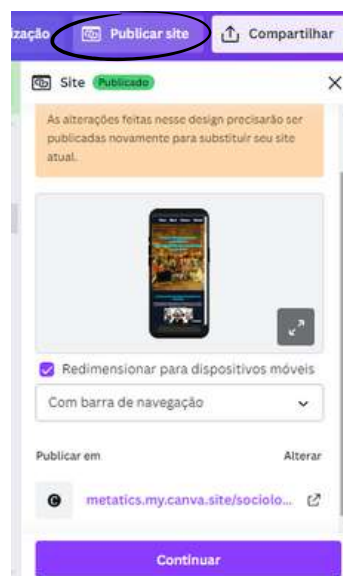 zação
Publicar site
Compartilhar
Site Publicado
As alterações feitas nesse design precisarão ser
publicadas novamente para substituir seu site
atual.
Redimensionar para dispositivos móveis
Com barra de navegação
Publicar em
Alterar
metatics.my.canva.site/sociolo...
Continuar